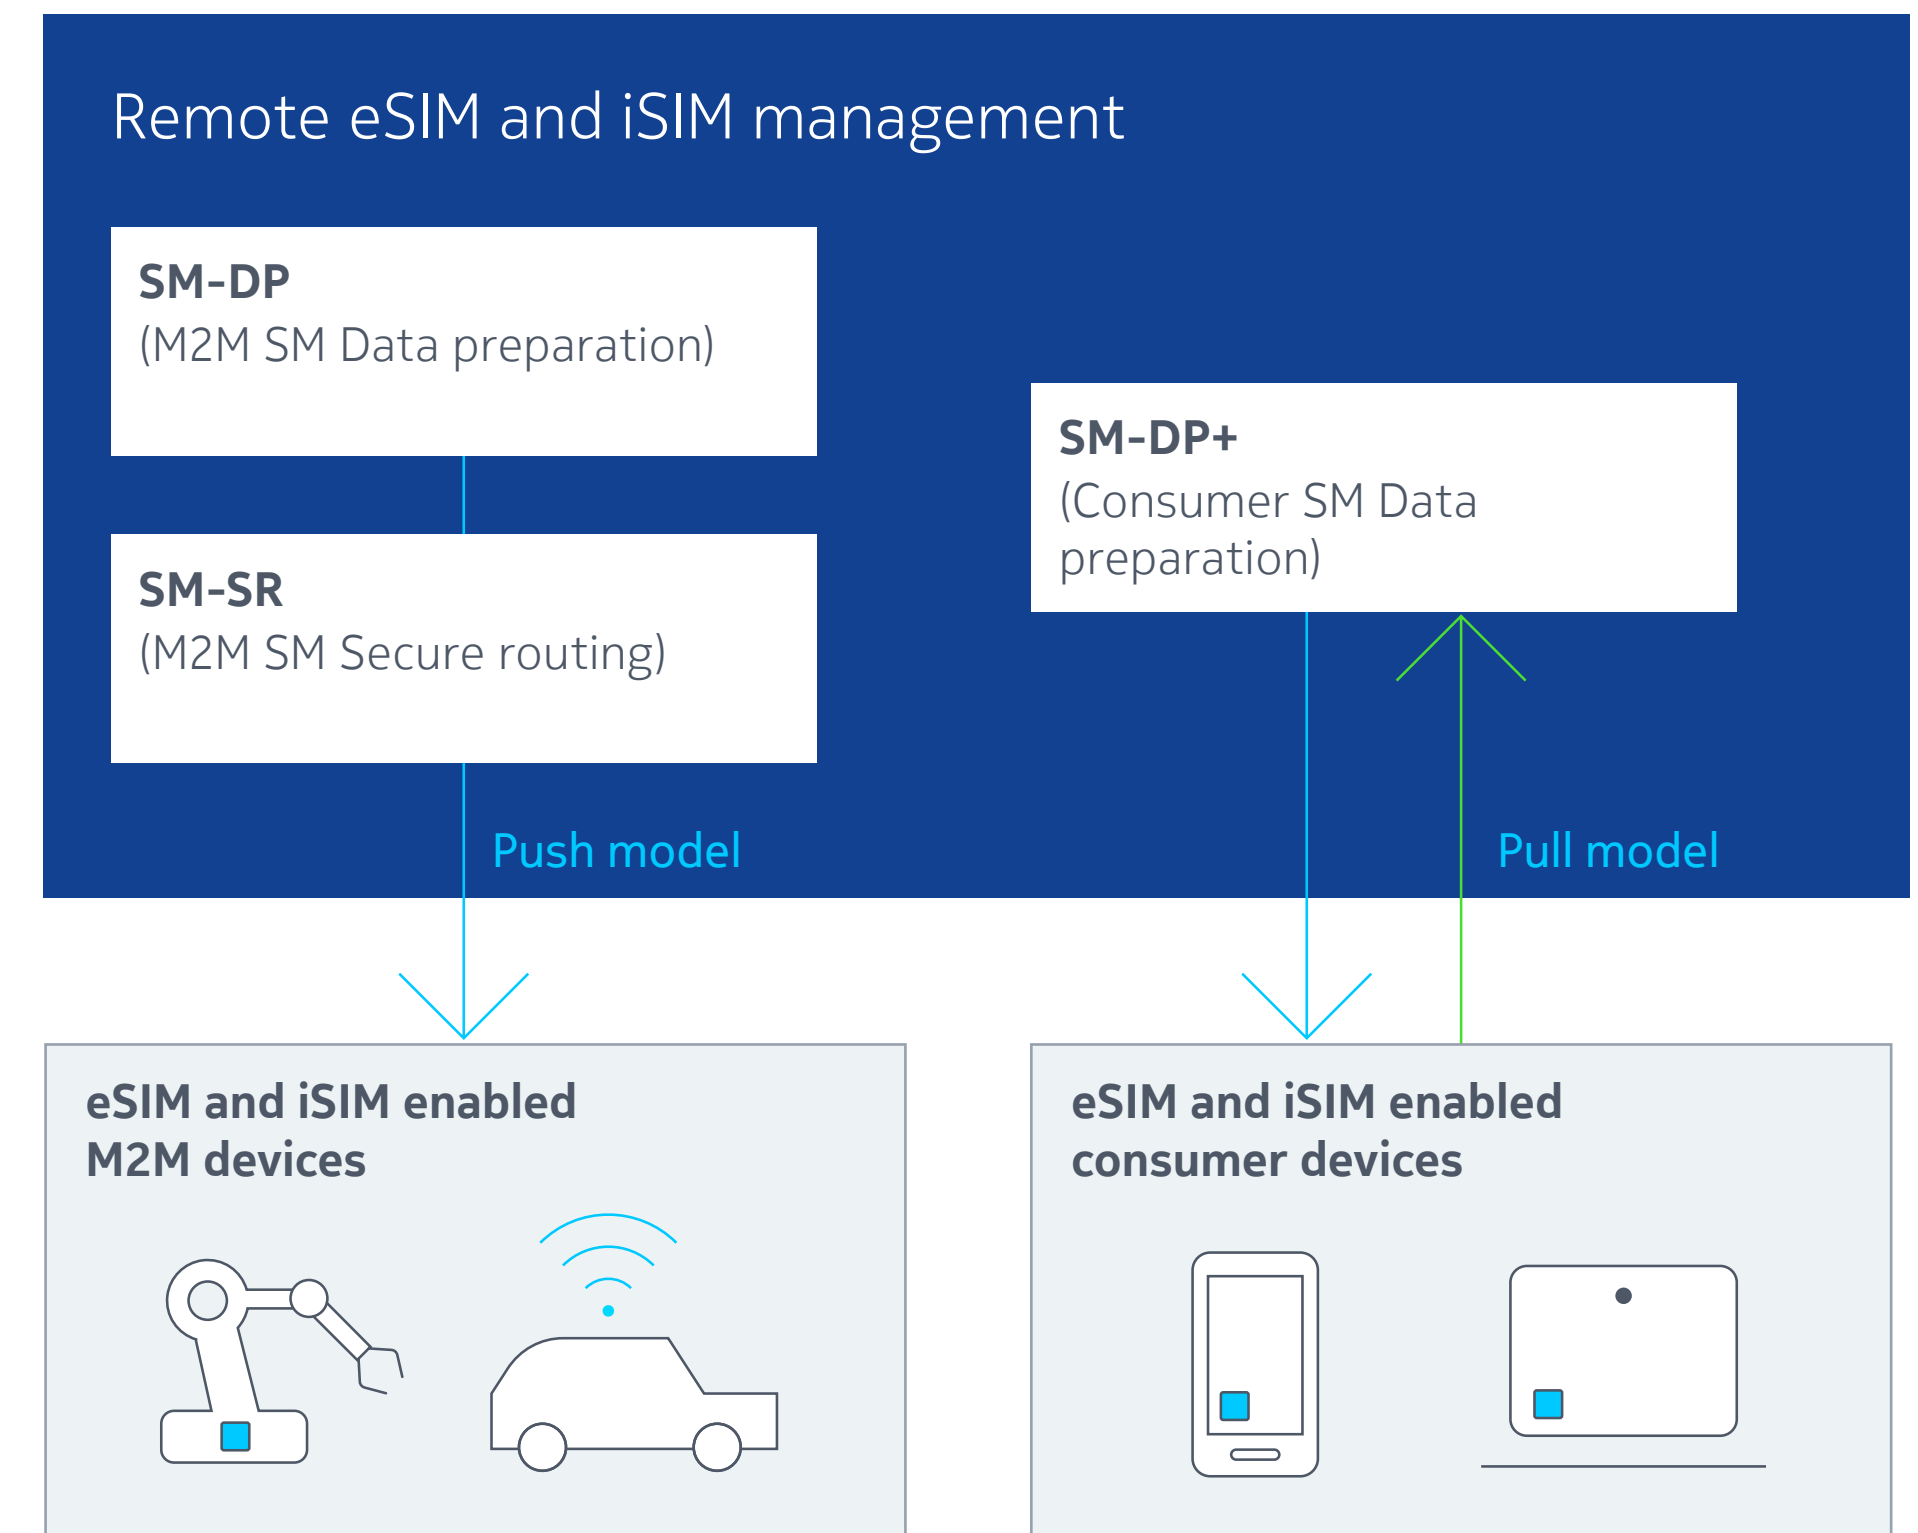 Remote eSIM and iSIM management
SM-DP
(M2M SM Data preparation)
SM-SR
(M2M SM Secure routing)
SM-DP+
(Consumer SM Data
preparation)
Push model
Pull model
eSIM and iSIM enabled
M2M devices
eSIM and iSIM enabled
consumer devices